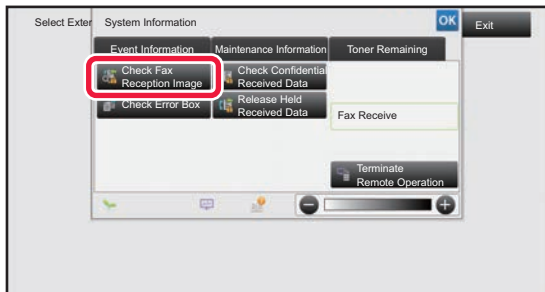 Select Exter
System Information
OK
Exit
Event Information
Maintenance Information
Toner Remaining
Check Fax
Reception Image
Check Confidential
Received Data
Check Error Box
Release Held
Received Data
Fax Receive
Terminate
Remote Operation